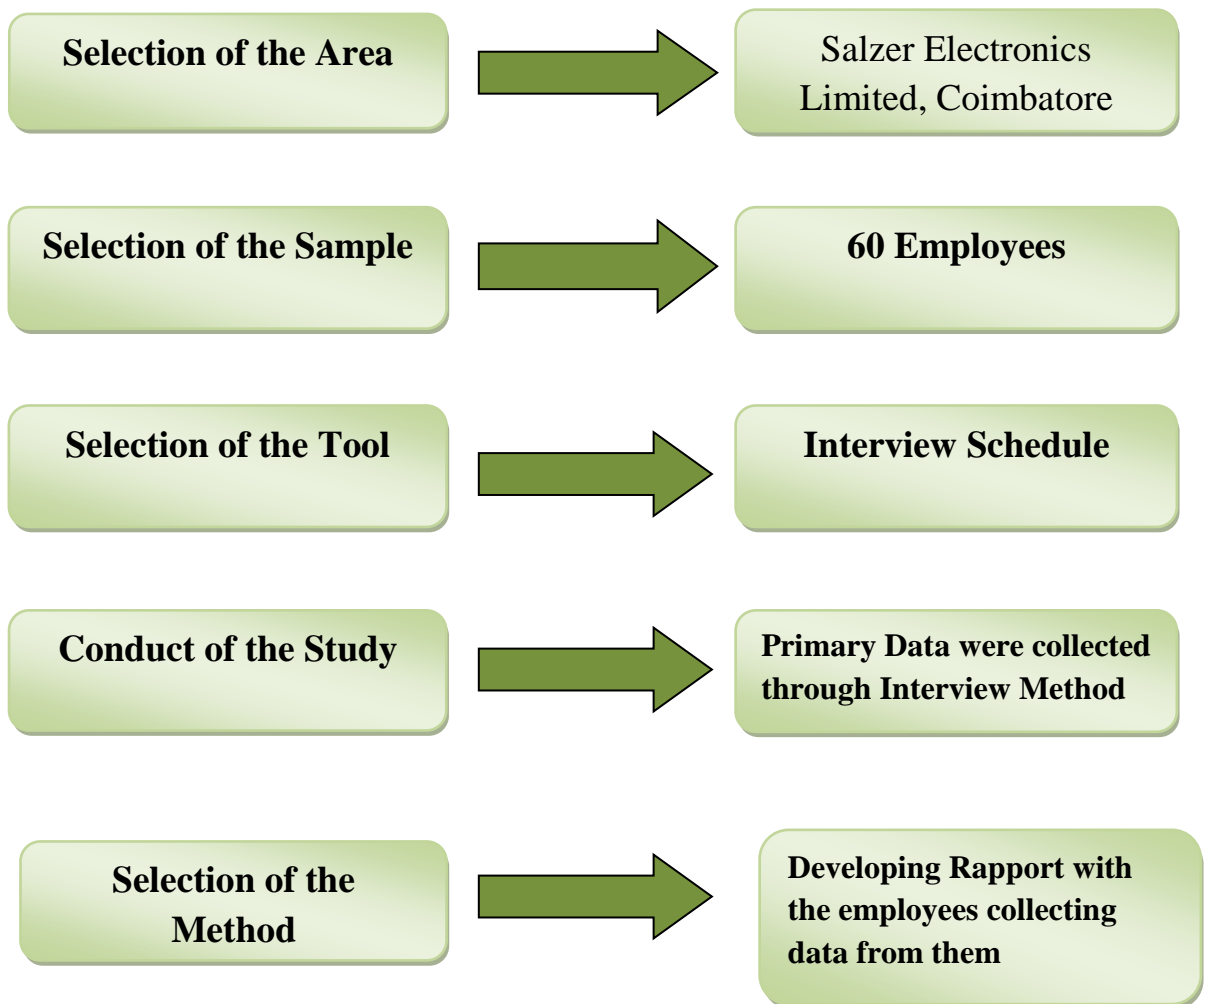 Selection of the Area
Salzer Electronics
Limited, Coimbatore
Selection of the Sample
60 Employees
Selection of the Tool
Interview Schedule
Conduct of the Study
Primary Data were collected
through Interview Method
Selection of the
Method
Developing Rapport with
the employees collecting
data from them